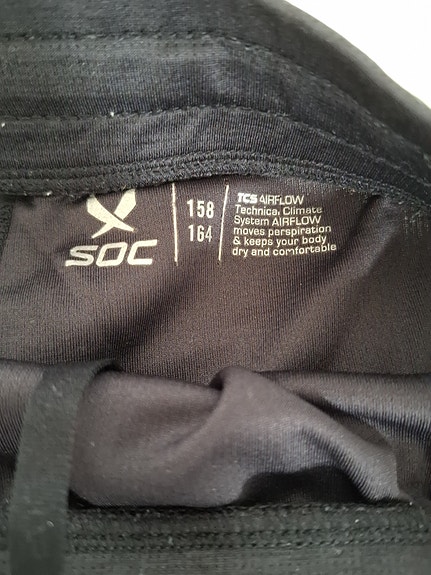 SOC
158
164
TCS AIRFLOW
Technical Climate
System AIRFLOW
moves perspiration
& keeps your body
dry and comfortable